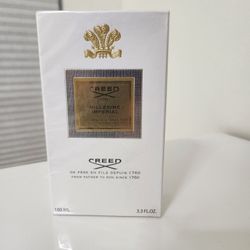 CREED
MILLESIME
IMPERIAL
CREED
DE PERE EN FILS DEPUIS 1760
FROM FATHER TO SON SINCE 1760
100 ML. 3.3 FL.OZ.